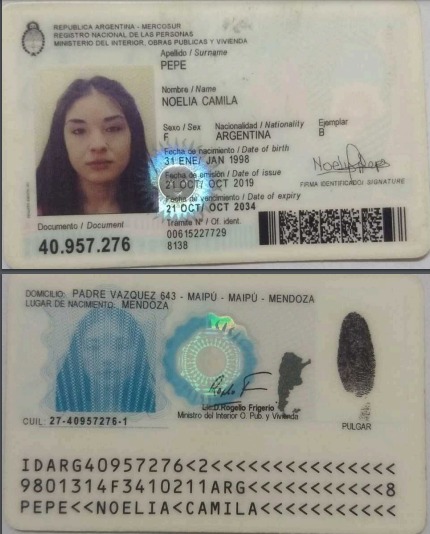 REPUBLICA ARGENTINA - MERCOSUR
REGISTRO NACIONAL DE LAS PERSONAS
MINISTERIO DEL INTERIOR, OBRAS PUBLICAS Y VIVIENDA
Apellido / Surname
PEPE
Nombre / Name
NOELIA CAMILA
Sexo / Sex Nacionalidad / Nationality Ejemplar
F ARGENTINA B
Fecha de nacimiento / Date of birth
31 ENE/ JAN 1998
Fecha de emisión / Date of issue
21 OCT/ OCT 2019
FIRMA IDENTIFICADO/ SIGNATURE
Fecha de vencimiento / Date of expiry
21 OCT/ OCT 2034
Documento / Document
40.957.276
Trámite N° / Of. ident.
00615227729
8138
DOMICILIO: PADRE VAZQUEZ 643 - MAIPÚ - MAIPU - MENDOZA
LUGAR DE NACIMIENTO: MENDOZA
CUIL: 27-40957276-1
Lic.D.Rogelio Frigerio
Ministro del Interior O. Pub. y Vivienda
PULGAR
IDARG40957276<2<<<<<<<<<<<<<<<
9801314F3410211ARG<<<<<<<<<<<8
PEPE<<NOELIA<CAMILA<<<<<<<<<<<